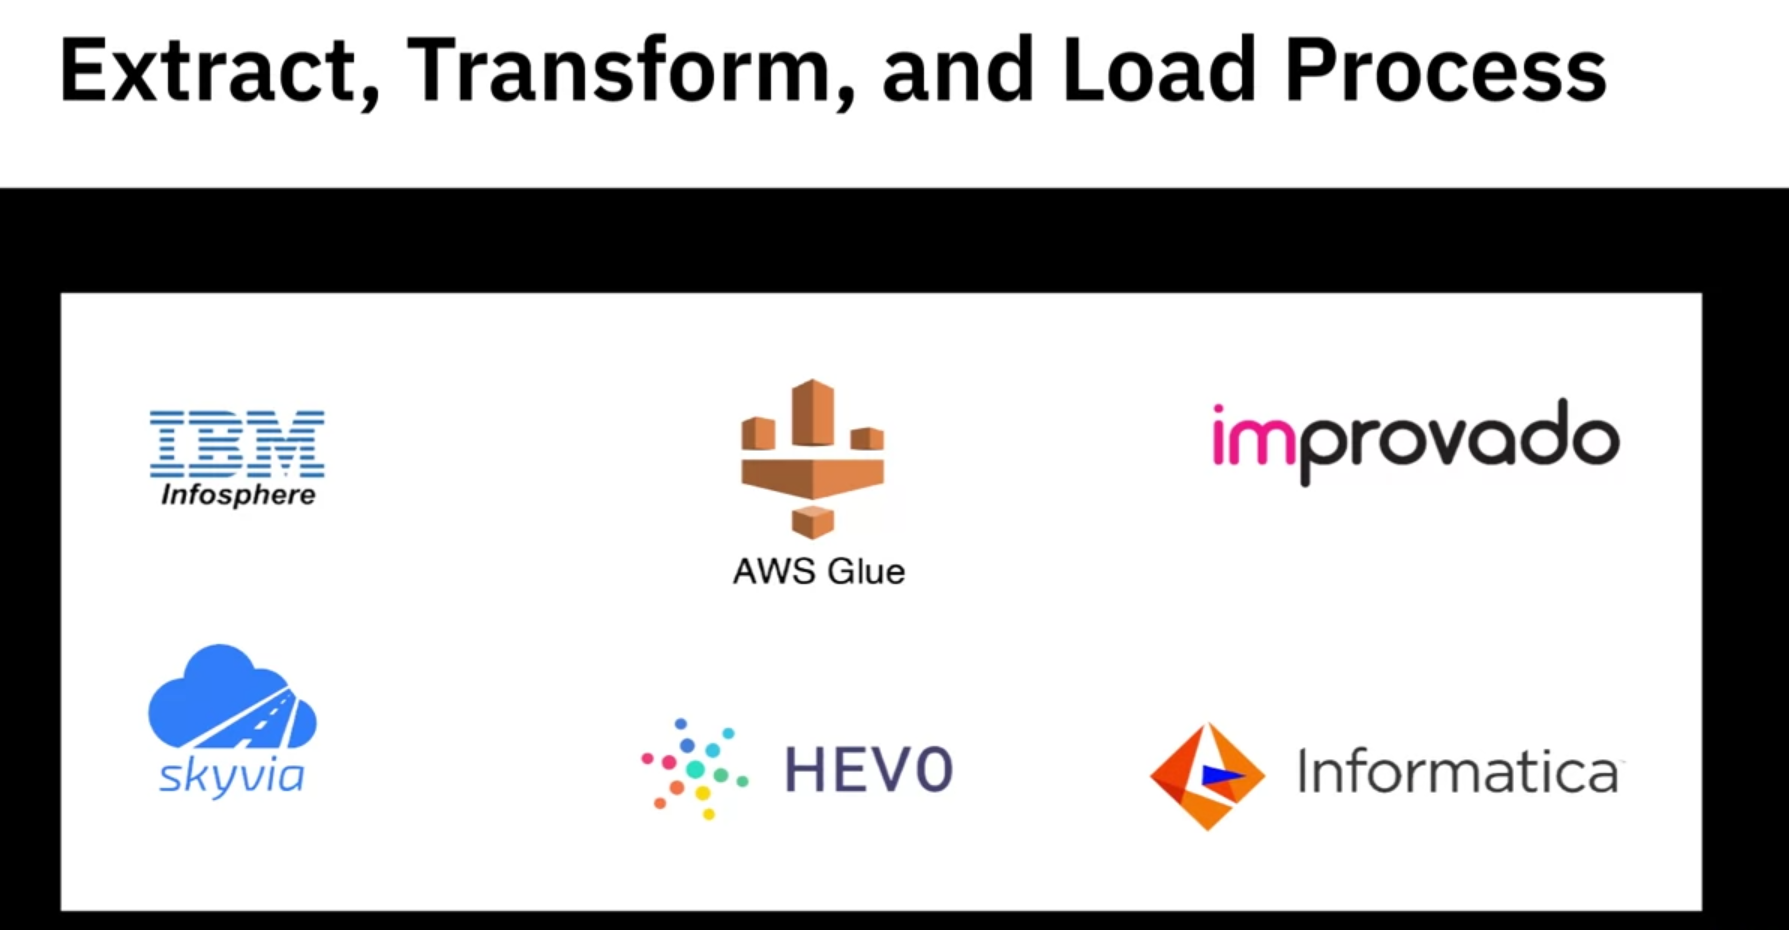 Extract, Transform, and Load Process
IBM
Infosphere
AWS Glue
improvado
skyvia
HEVO
Informatica